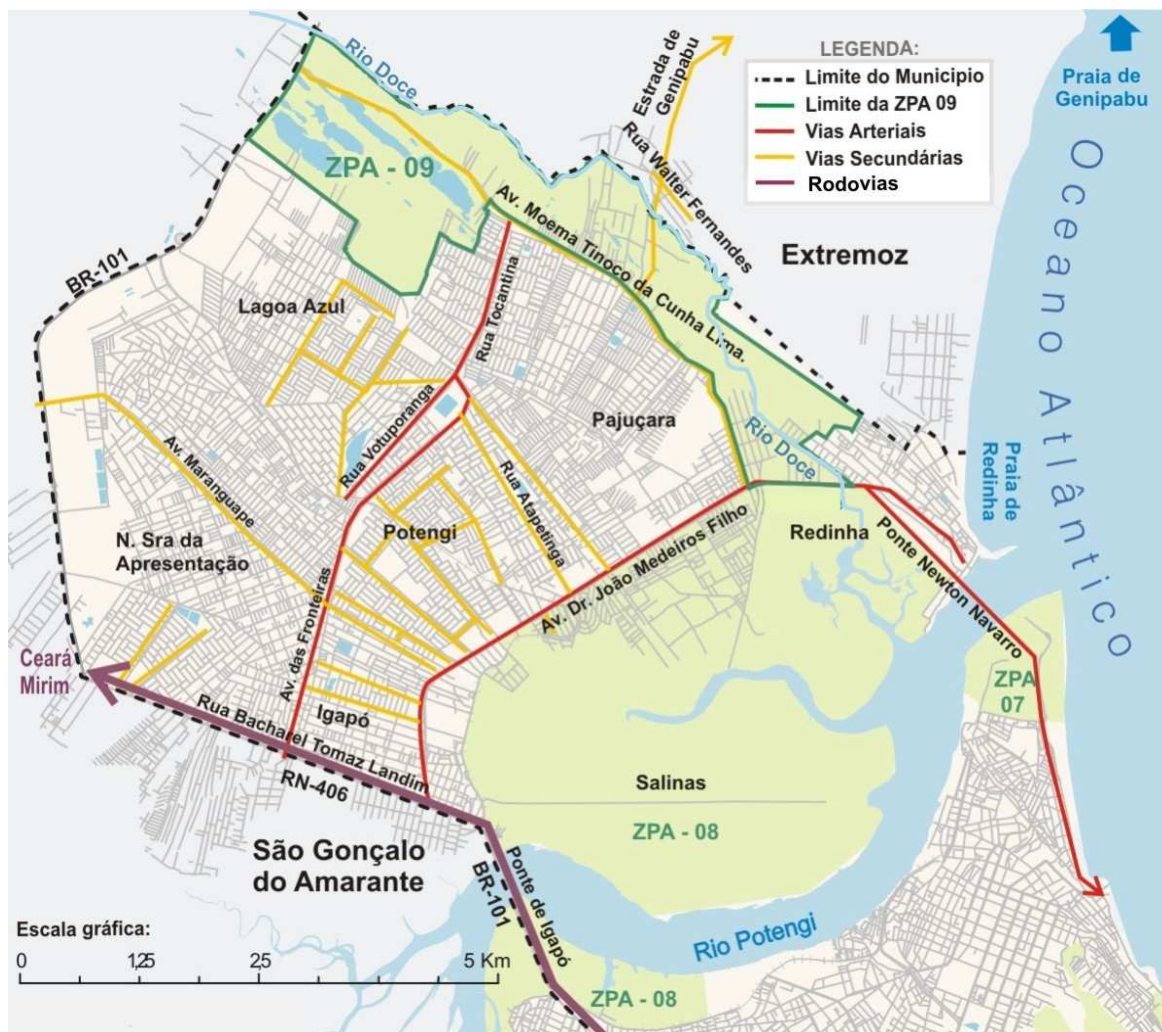 LEGENDA:
Limite do Municipio
Limite da ZPA 09
Vias Arteriais
Vias Secundárias
Rodovias
Praia de
Genipabu
Rio Doce
Estrada de
Genipabu
Rua Walter Fernandes
ZPA - 09
Av. Moema Tinoco da Cunha Lima.
Extremoz
Oceano Atlântico
BR-101
Lagoa Azul
Rua Tocantina
Pajuçara
Rua Votuporanga
Rio Doce
Praia de
Redinha
Av. Maranguape
Rua Atapetinga
Potengi
N. Sra da
Apresentação
Redinha
Av. Dr. João Medeiros Filho
Ponte Newton Navarro
Av. das Fronteiras
Ceará
Mirim
ZPA
07
Igapó
Rua Bacharel Tomaz Landim
RN-406
Salinas
ZPA - 08
São Gonçalo
do Amarante
Ponte de Igapó
BR-101
Rio Potengi
ZPA - 08
Escala gráfica:
0 125 25 5 Km